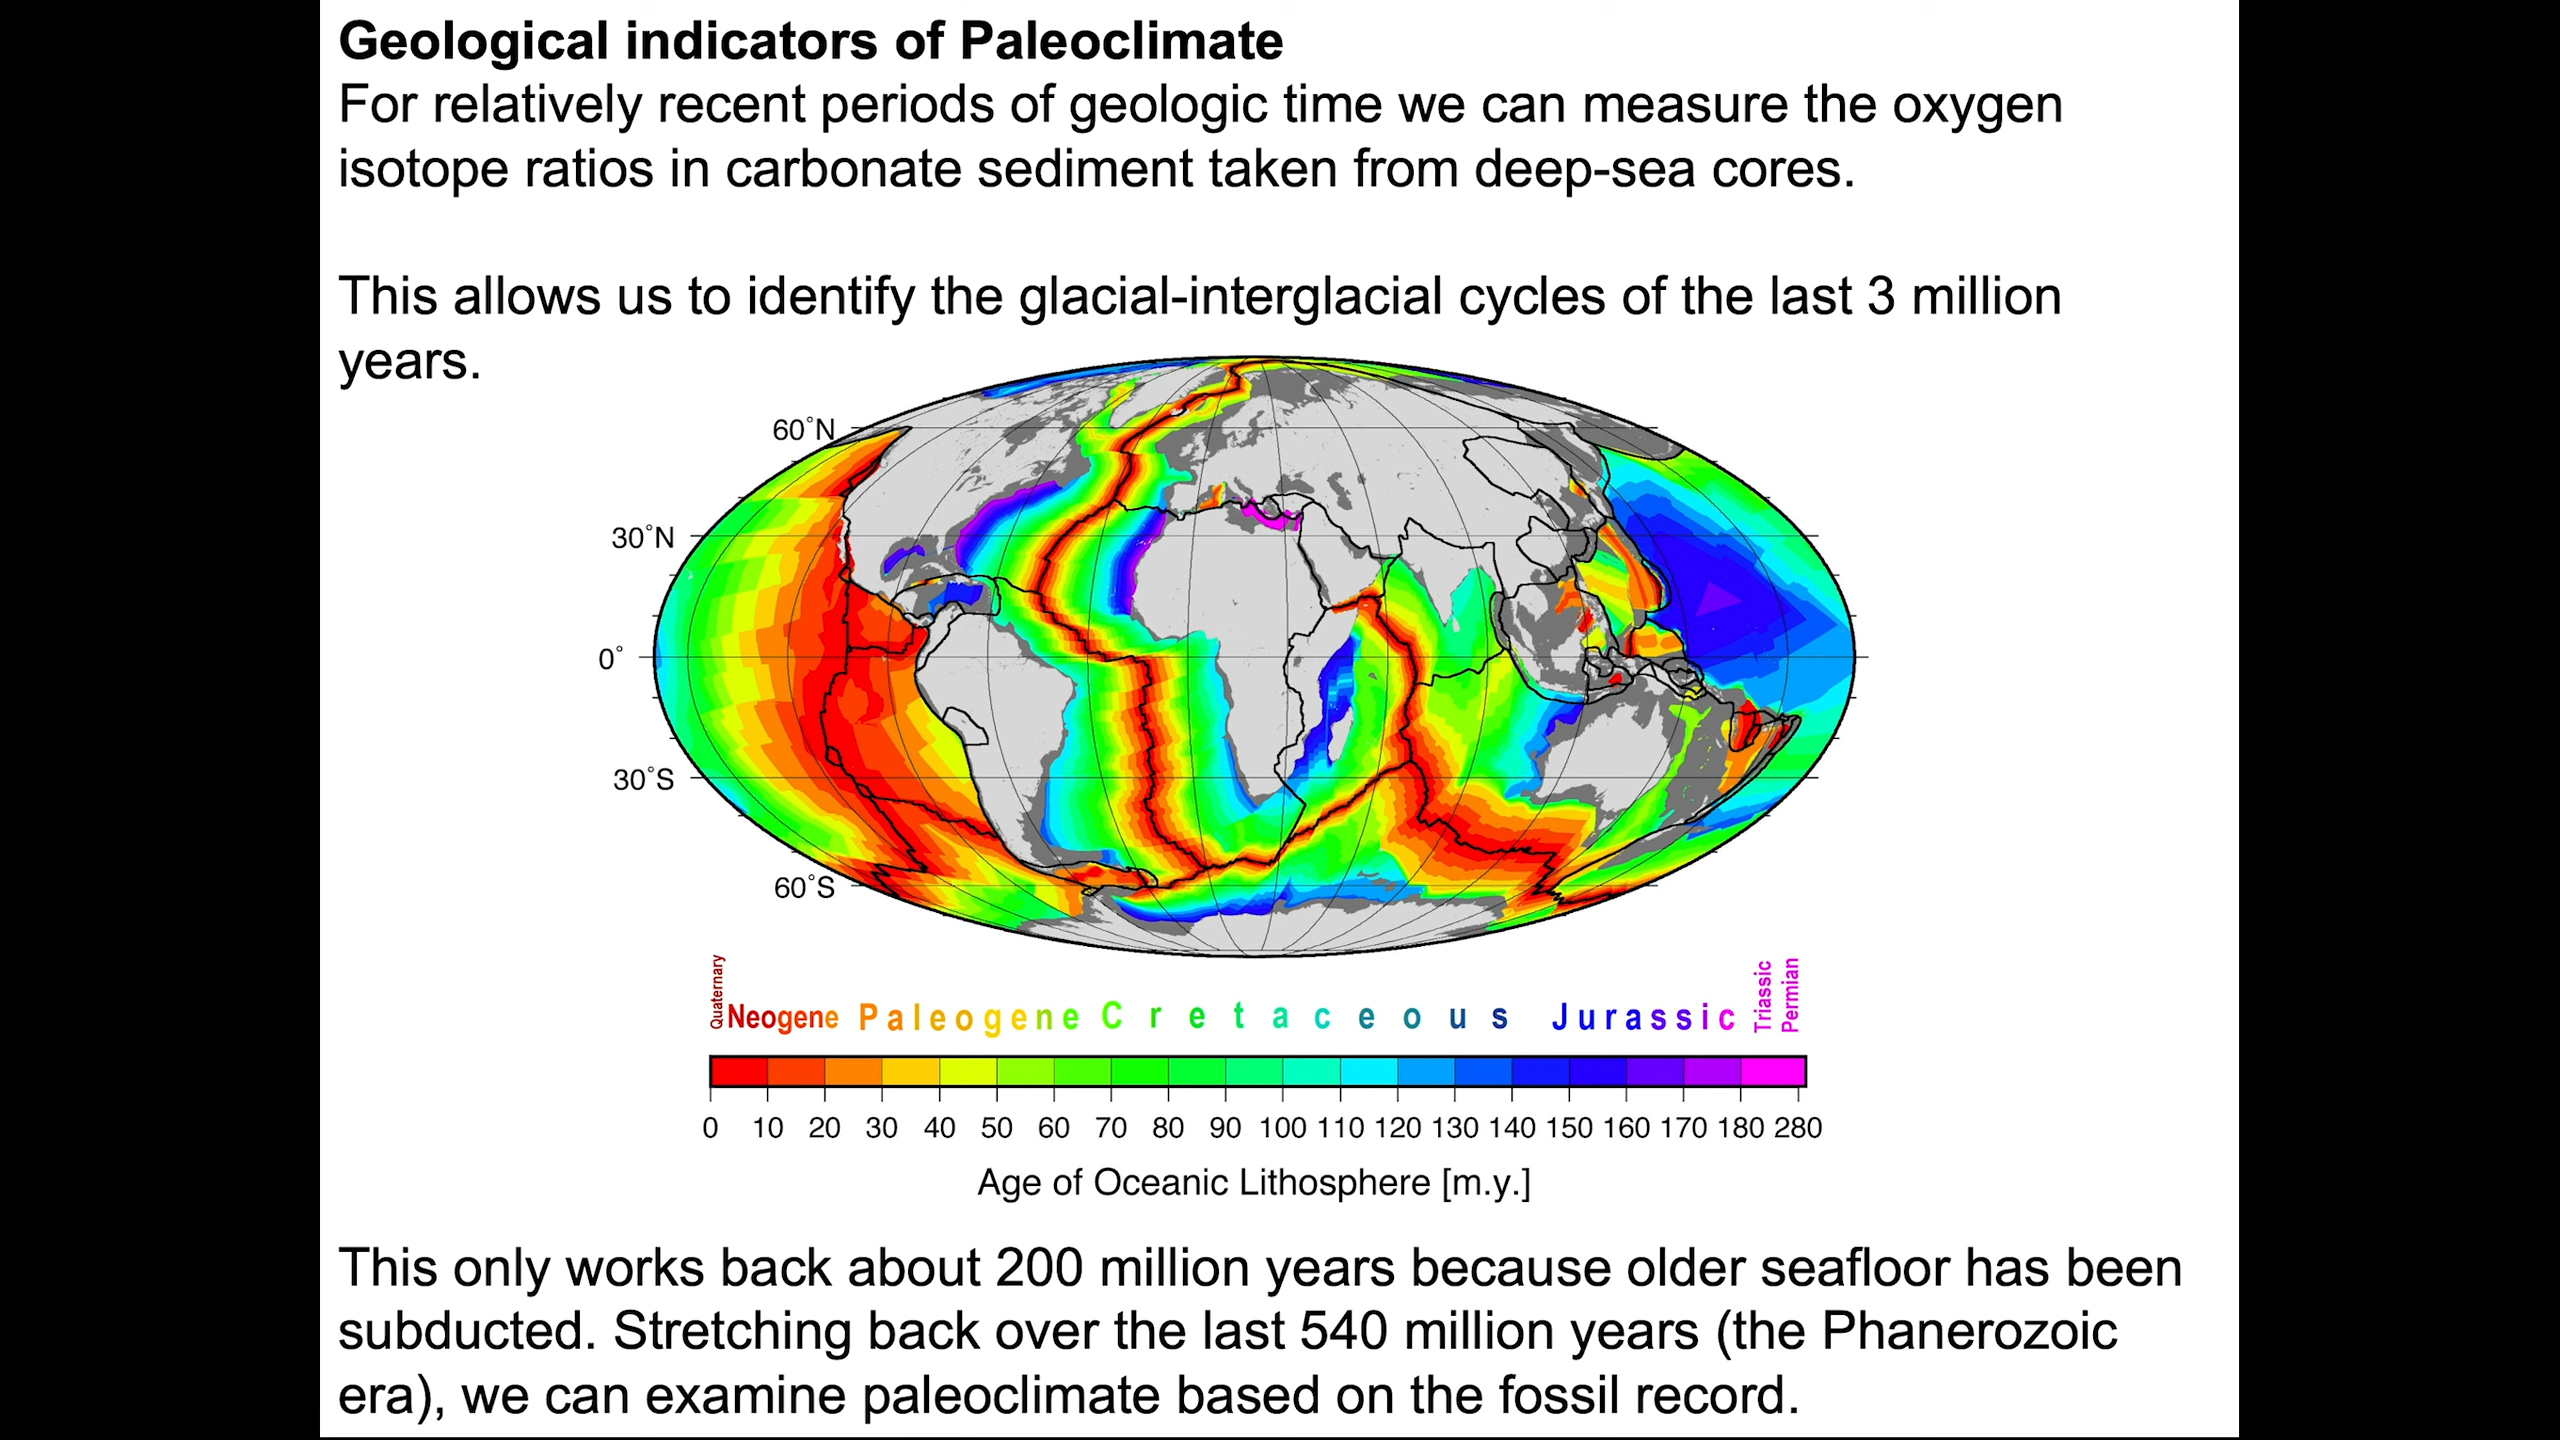 Geological indicators of Paleoclimate
For relatively recent periods of geologic time we can measure the oxygen
isotope ratios in carbonate sediment taken from deep-sea cores.
This allows us to identify the glacial-interglacial cycles of the last 3 million
years.
60°N
30°N
0°
30°S
60°S
Quaternary Neogene Paleogene Cretaceous Jurassic Triassic Permian
0 10 20 30 40 50 60 70 80 90 100 110 120 130 140 150 160 170 180 280
Age of Oceanic Lithosphere [m.y.]
This only works back about 200 million years because older seafloor has been
subducted. Stretching back over the last 540 million years (the Phanerozoic
era), we can examine paleoclimate based on the fossil record.